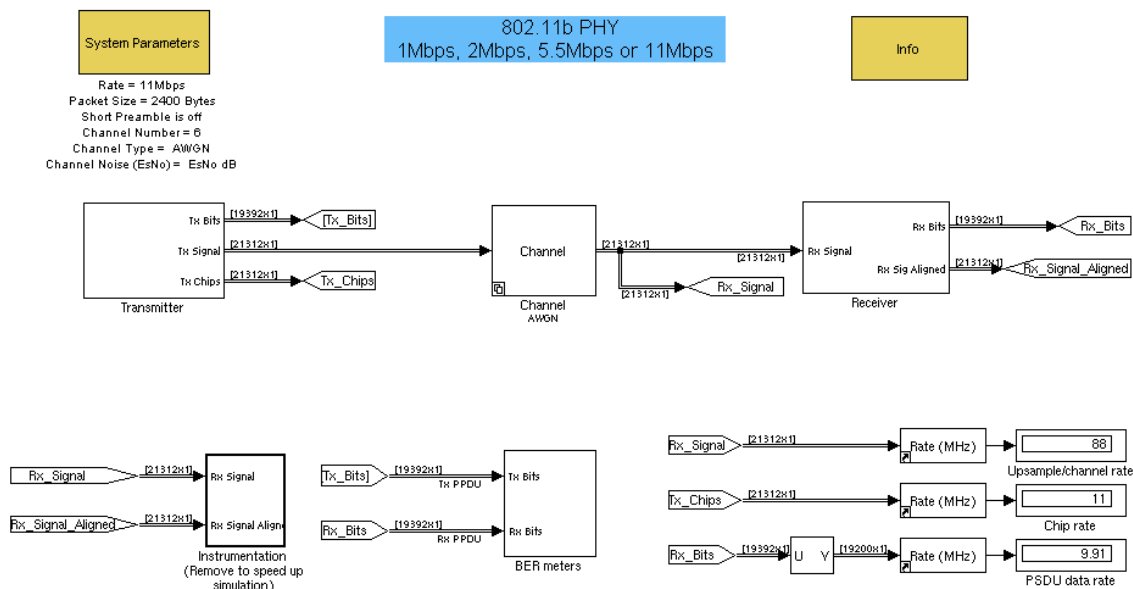 System Parameters
802.11b PHY
1Mbps, 2Mbps, 5.5Mbps or 11Mbps
Info
Rate = 11Mbps
Packet Size = 2400 Bytes
Short Preamble is off
Channel Number = 6
Channel Type = AWGN
Channel Noise (EsNo) = EsNo dB
Tx Bits
[19392x1]
[Tx_Bits]
Tx Signal
[21312x1]
Tx Chips
[21312x1]
Tx_Chips
Transmitter
Channel
Channel
AWGN
[21312x1]
[21312x1]
[21312x1]
Rx_Signal
Rx Signal
Rx Bits
[19392x1]
Rx_Bits
Rx Sig Aligned
[21312x1]
Rx_Signal_Aligned
Receiver
Rx_Signal
[21312x1]
Rx Signal
Rx_Signal_Aligned
[21312x1]
Rx Signal Aligne
Instrumentation
(Remove to speed up
simulation)
[Tx_Bits]
[19392x1]
Tx PPDU
Tx Bits
Rx_Bits
[19392x1]
Rx PPDU
Rx Bits
BER meters
Rx_Signal
[21312x1]
Rate (MHz)
88
Upsample/channel rate
Tx_Chips
[21312x1]
Rate (MHz)
11
Chip rate
Rx_Bits
[19392x1]
U Y
[19200x1]
Rate (MHz)
9.91
PSDU data rate